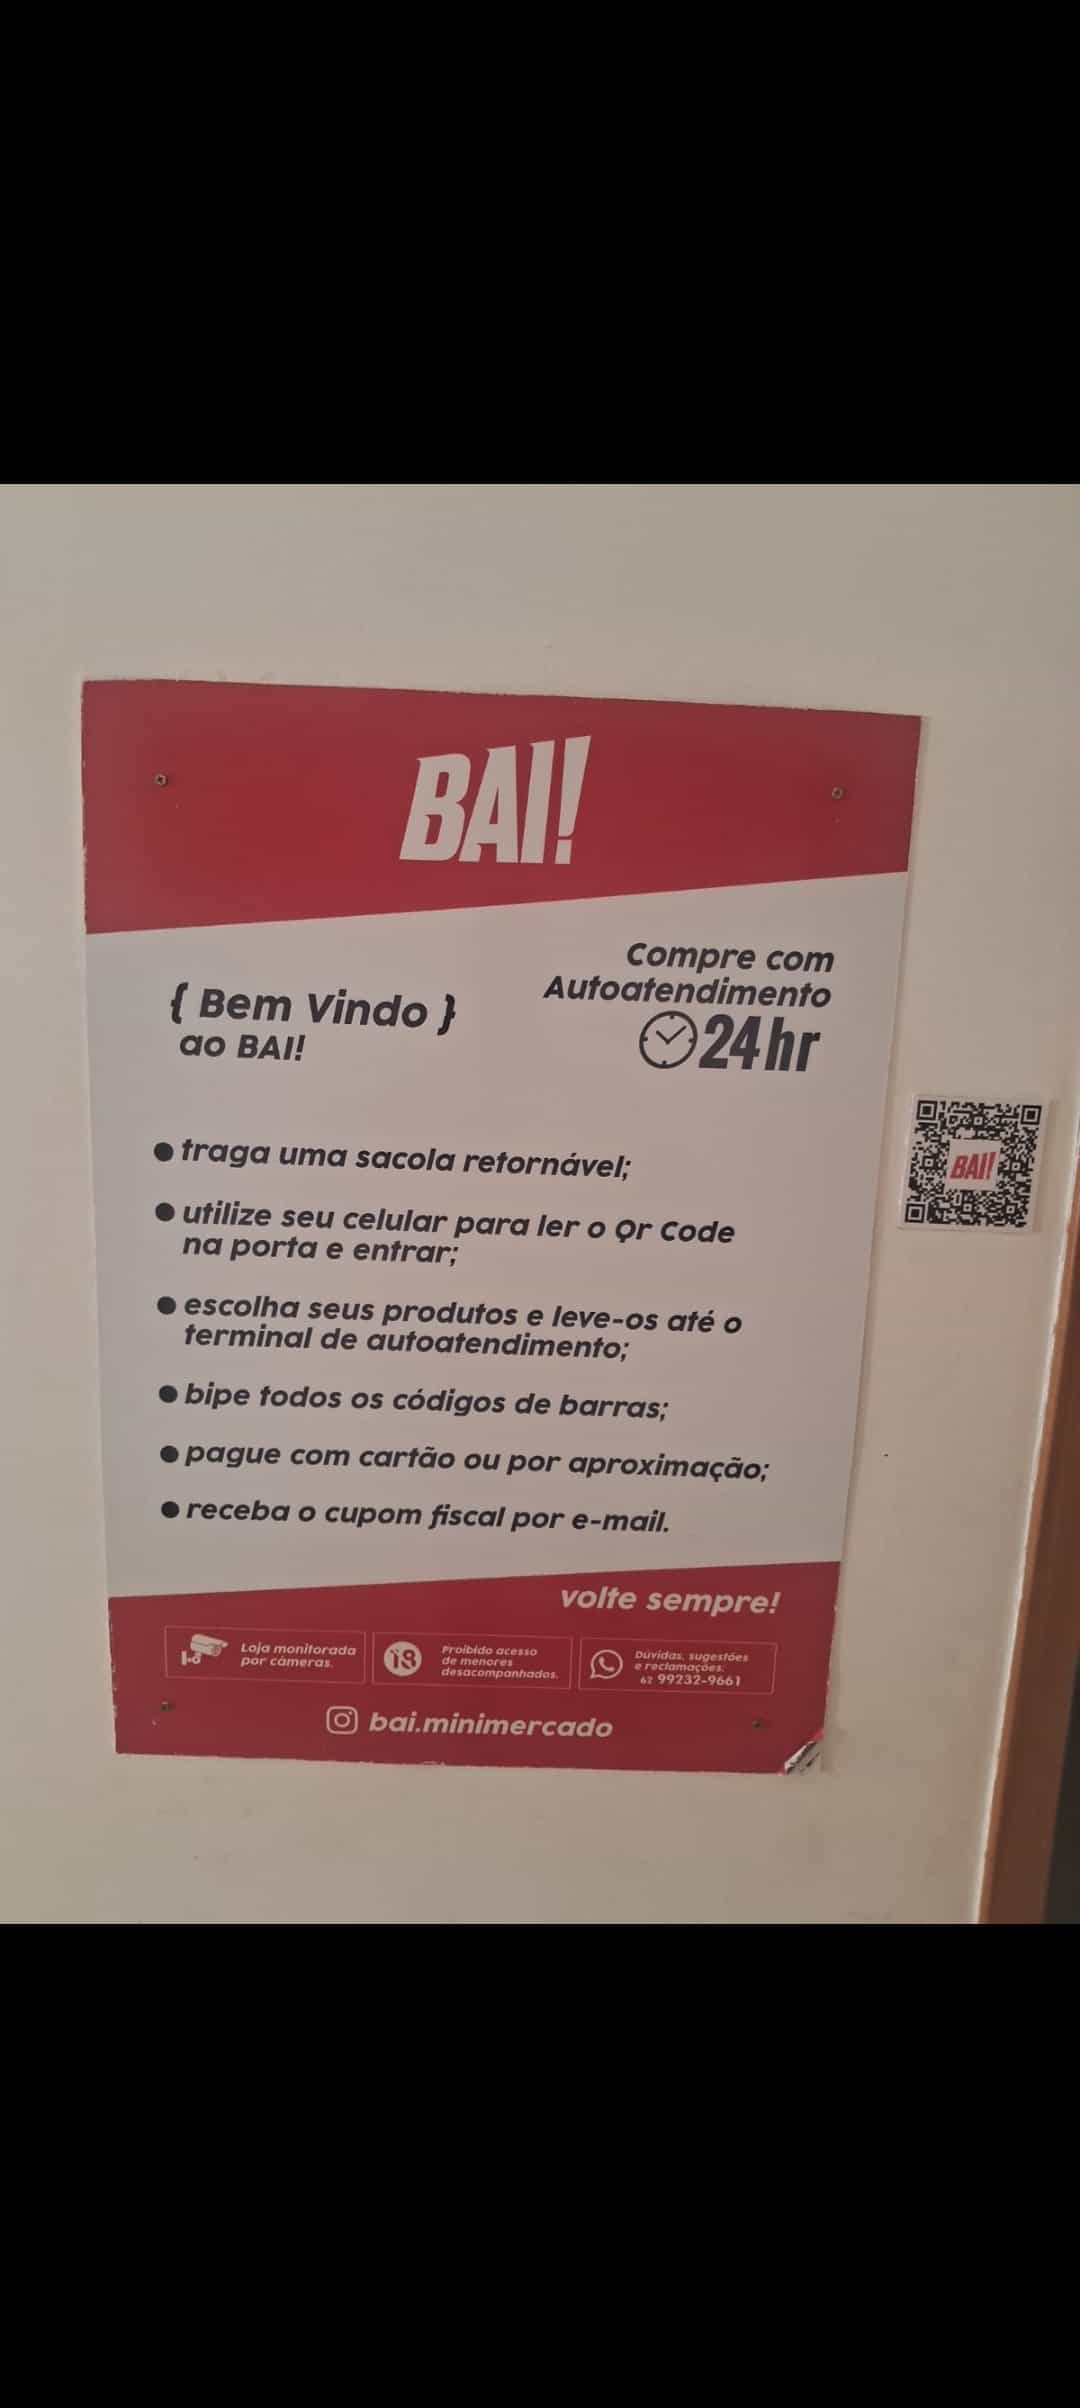 BAI!
{ Bem Vindo }
ao BAI!
Compre com
Autoatendimento
24hr
traga uma sacola retornável;
utilize seu celular para ler o Qr Code
na porta e entrar;
escolha seus produtos e leve-os até o
terminal de autoatendimento;
bipe todos os códigos de barras;
pague com cartão ou por aproximação;
receba o cupom fiscal por e-mail.
volte sempre!
Loja monitorada
por câmeras.
18
Proibido acesso
de menores
desacompanhados.
Dúvidas, sugestões
e reclamações:
62 99232-9661
bai.minimercado
BAI!